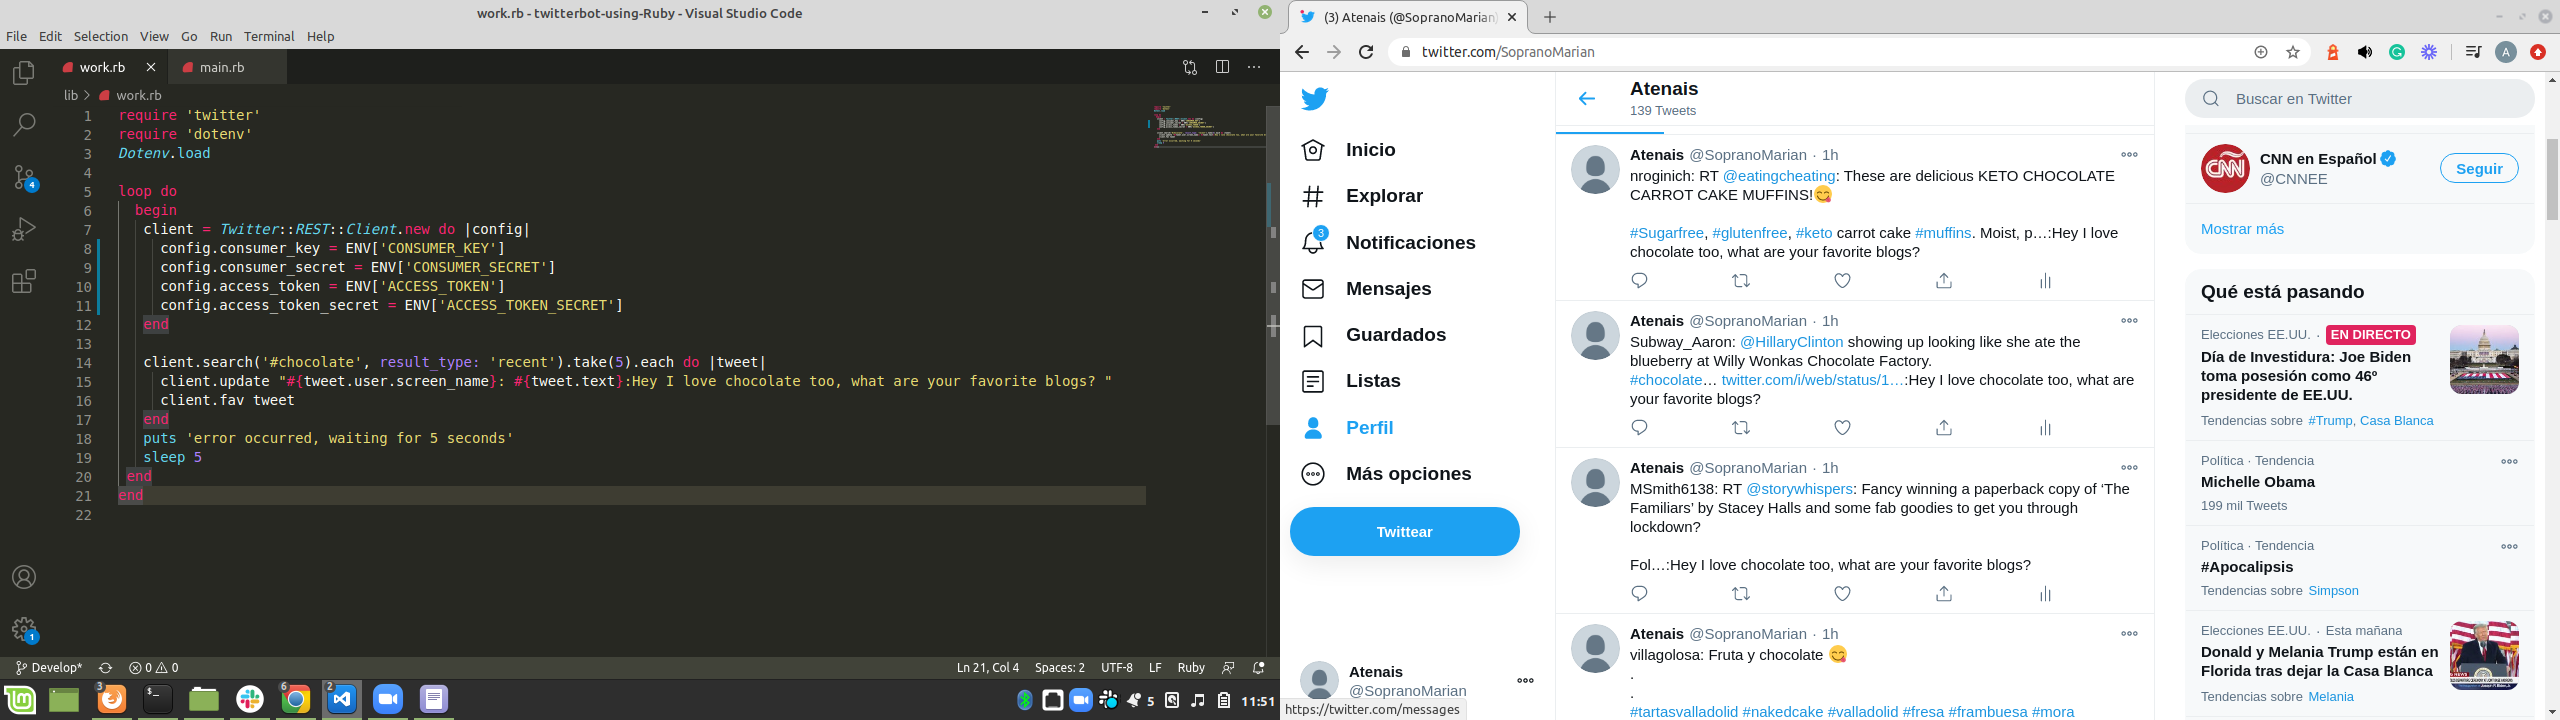 work.rb - twitterbot-using-Ruby - Visual Studio Code
File Edit Selection View Go Run Terminal Help
work.rb
main.rb
lib > work.rb
1 require 'twitter'
2 require 'dotenv'
3 Dotenv.load
4
5 loop do
6 begin
7 client = Twitter::REST::Client.new do |config|
8 config.consumer_key = ENV['CONSUMER_KEY']
9 config.consumer_secret = ENV['CONSUMER_SECRET']
10 config.access_token = ENV['ACCESS_TOKEN']
11 config.access_token_secret = ENV['ACCESS_TOKEN_SECRET']
12 end
13
14 client.search('#chocolate', result_type: 'recent').take(5).each do |tweet|
15 client.update "#{tweet.user.screen_name}: #{tweet.text}:Hey I love chocolate too, what are your favorite blogs? "
16 client.fav tweet
17 end
18 puts 'error occurred, waiting for 5 seconds'
19 sleep 5
20 end
21 end
22
4
1
Develop*
0 0
Ln 21, Col 4 Spaces: 2 UTF-8 LF Ruby
3
$_
6
2
5
11:51
(3) Atenais (@SopranoMarian)
twitter.com/SopranoMarian
A
Inicio
Explorar
3
Notificaciones
Mensajes
Guardados
Listas
Perfil
Más opciones
Twittear
Atenais
@SopranoMarian
https://twitter.com/messages
Atenais
139 Tweets
Atenais @SopranoMarian · 1h
nroginich: RT @eatingcheating: These are delicious KETO CHOCOLATE
CARROT CAKE MUFFINS!😋
#Sugarfree, #glutenfree, #keto carrot cake #muffins. Moist, p…:Hey I love
chocolate too, what are your favorite blogs?
Atenais @SopranoMarian · 1h
Subway_Aaron: @HillaryClinton showing up looking like she ate the
blueberry at Willy Wonkas Chocolate Factory.
#chocolate… twitter.com/i/web/status/1…:Hey I love chocolate too, what are
your favorite blogs?
Atenais @SopranoMarian · 1h
MSmith6138: RT @storywhispers: Fancy winning a paperback copy of ‘The
Familiars’ by Stacey Halls and some fab goodies to get you through
lockdown?
Fol…:Hey I love chocolate too, what are your favorite blogs?
Atenais @SopranoMarian · 1h
villagolosa: Fruta y chocolate 😋
.
.
#tartasvalladolid #nakedcake #valladolid #fresa #frambuesa #mora
Buscar en Twitter
CNN
CNN en Español
@CNNEE
Seguir
Mostrar más
Qué está pasando
Elecciones EE.UU. · EN DIRECTO
Día de Investidura: Joe Biden
toma posesión como 46º
presidente de EE.UU.
Tendencias sobre #Trump, Casa Blanca
Política · Tendencia
Michelle Obama
199 mil Tweets
Política · Tendencia
#Apocalipsis
Tendencias sobre Simpson
Elecciones EE.UU. · Esta mañana
Donald y Melania Trump están en
Florida tras dejar la Casa Blanca
Tendencias sobre Melania